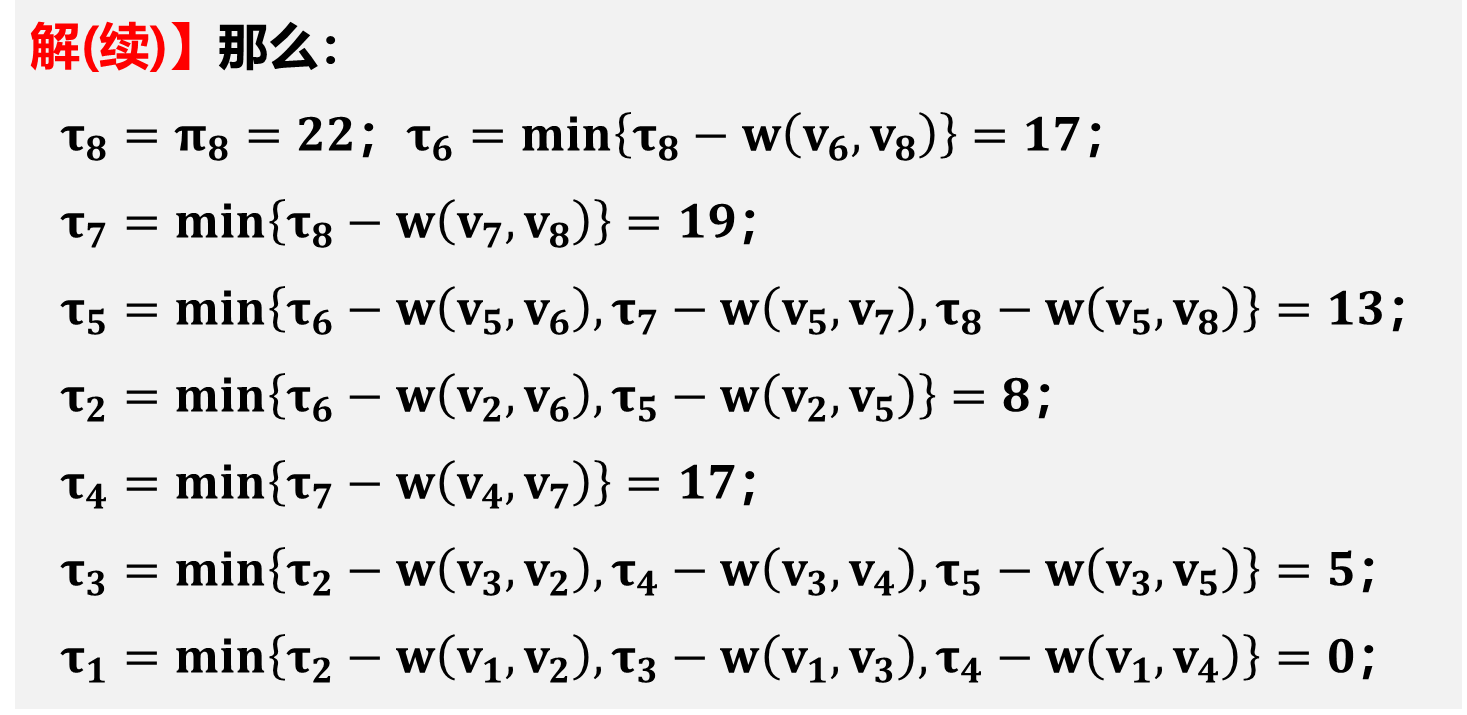 解(续)】那么：
τ₈ = π₈ = 22；τ₆ = min{τ₈ − w(v₆, v₈)} = 17；
τ₇ = min{τ₈ − w(v₇, v₈)} = 19；
τ₅ = min{τ₆ − w(v₅, v₆), τ₇ − w(v₅, v₇), τ₈ − w(v₅, v₈)} = 13；
τ₂ = min{τ₆ − w(v₂, v₆), τ₅ − w(v₂, v₅)} = 8；
τ₄ = min{τ₇ − w(v₄, v₇)} = 17；
τ₃ = min{τ₂ − w(v₃, v₂), τ₄ − w(v₃, v₄), τ₅ − w(v₃, v₅)} = 5；
τ₁ = min{τ₂ − w(v₁, v₂), τ₃ − w(v₁, v₃), τ₄ − w(v₁, v₄)} = 0；